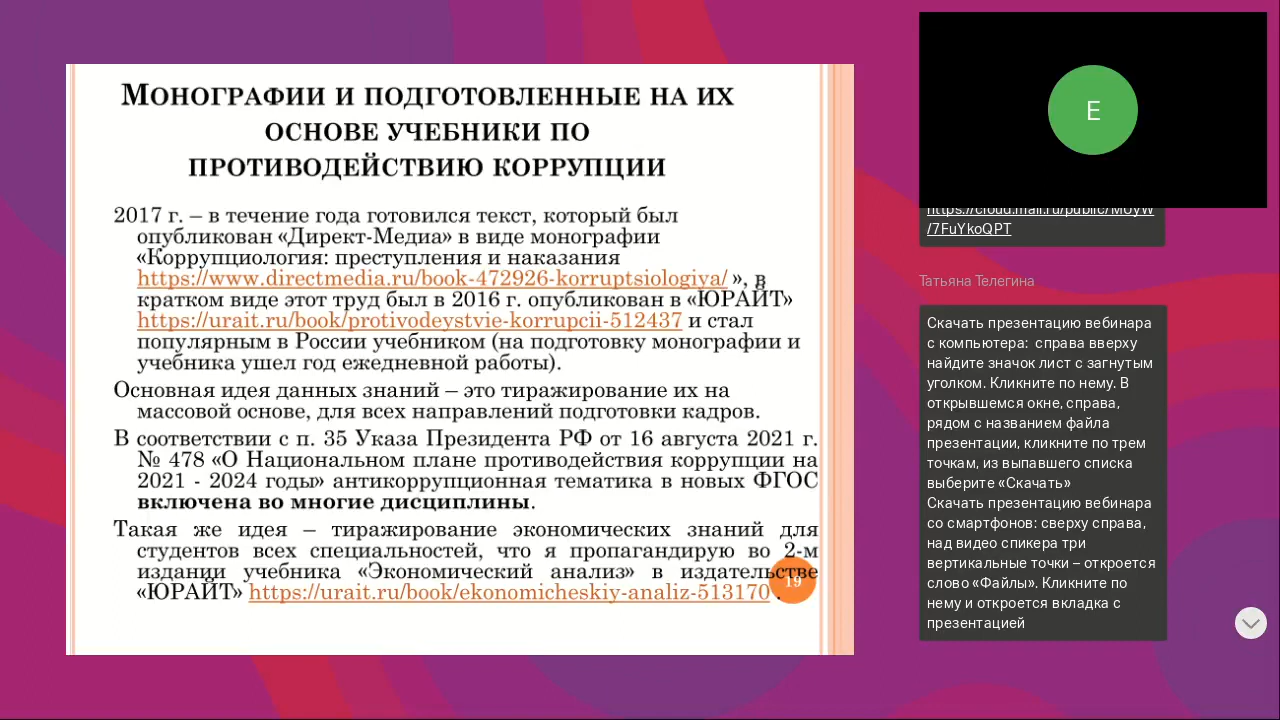 МОНОГРАФИИ И ПОДГОТОВЛЕННЫЕ НА ИХ
ОСНОВЕ УЧЕБНИКИ ПО
ПРОТИВОДЕЙСТВИЮ КОРРУПЦИИ
2017 г. – в течение года готовился текст, который был
опубликован «Директ-Медиа» в виде монографии
«Коррупциология: преступления и наказания
https://www.directmedia.ru/book-472926-korruptsiologiya/ », в
кратком виде этот труд был в 2016 г. опубликован в «ЮРАЙТ»
https://urait.ru/book/protivodeystvie-korrupcii-512437 и стал
популярным в России учебником (на подготовку монографии и
учебника ушел год ежедневной работы).
Основная идея данных знаний – это тиражирование их на
массовой основе, для всех направлений подготовки кадров.
В соответствии с п. 35 Указа Президента РФ от 16 августа 2021 г.
№ 478 «О Национальном плане противодействия коррупции на
2021 - 2024 годы» антикоррупционная тематика в новых ФГОС
включена во многие дисциплины.
Такая же идея – тиражирование экономических знаний для
студентов всех специальностей, что я пропагандирую во 2-м
издании учебника «Экономический анализ» в издательстве
«ЮРАЙТ» https://urait.ru/book/ekonomicheskiy-analiz-513170 .
19
E
https://cloud.mail.ru/public/MUyW
/7FuYkoQPT
Татьяна Телегина
Скачать презентацию вебинара
с компьютера: справа вверху
найдите значок лист с загнутым
уголком. Кликните по нему. В
открывшемся окне, справа,
рядом с названием файла
презентации, кликните по трем
точкам, из выпавшего списка
выберите «Скачать»
Скачать презентацию вебинара
со смартфонов: сверху справа,
над видео спикера три
вертикальные точки – откроется
слово «Файлы». Кликните по
нему и откроется вкладка с
презентацией